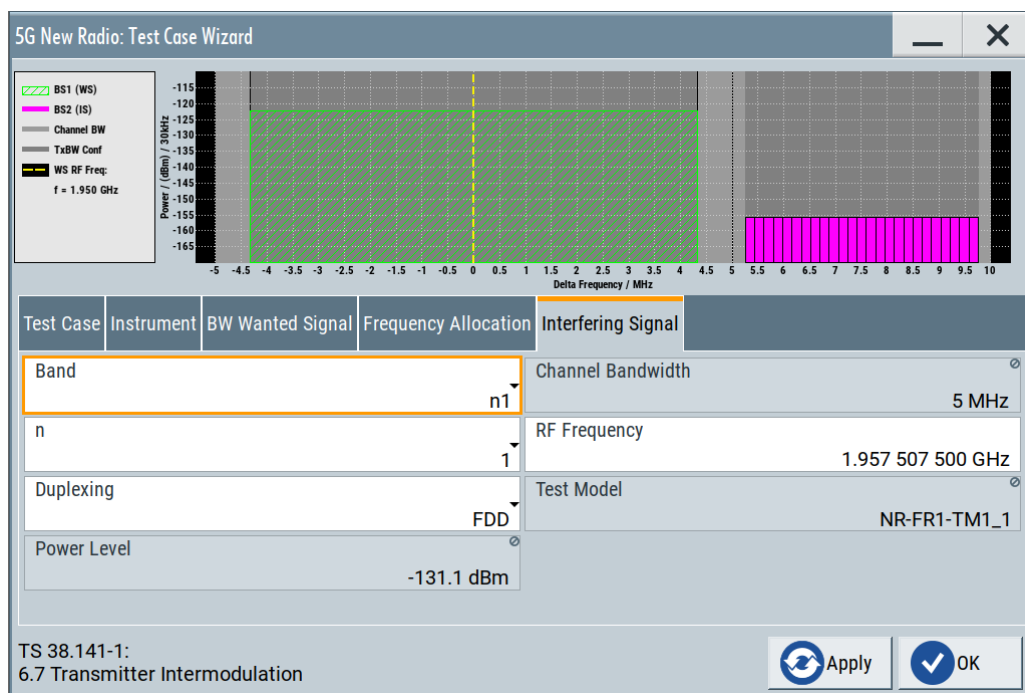 5G New Radio: Test Case Wizard
BS1 (WS)
BS2 (IS)
Channel BW
TxBW Conf
WS RF Freq:
f = 1.950 GHz
Power / (dBm) / 30kHz
-115
-120
-125
-130
-135
-140
-145
-150
-155
-160
-165
-5 -4.5 -4 -3.5 -3 -2.5 -2 -1.5 -1 -0.5 0 0.5 1 1.5 2 2.5 3 3.5 4 4.5 5 5.5 6 6.5 7 7.5 8 8.5 9 9.5 10
Delta Frequency / MHz
Test Case Instrument BW Wanted Signal Frequency Allocation Interfering Signal
Band
n1
Channel Bandwidth
5 MHz
n
1
RF Frequency
1.957 507 500 GHz
Duplexing
FDD
Test Model
NR-FR1-TM1_1
Power Level
-131.1 dBm
TS 38.141-1:
6.7 Transmitter Intermodulation
Apply
OK